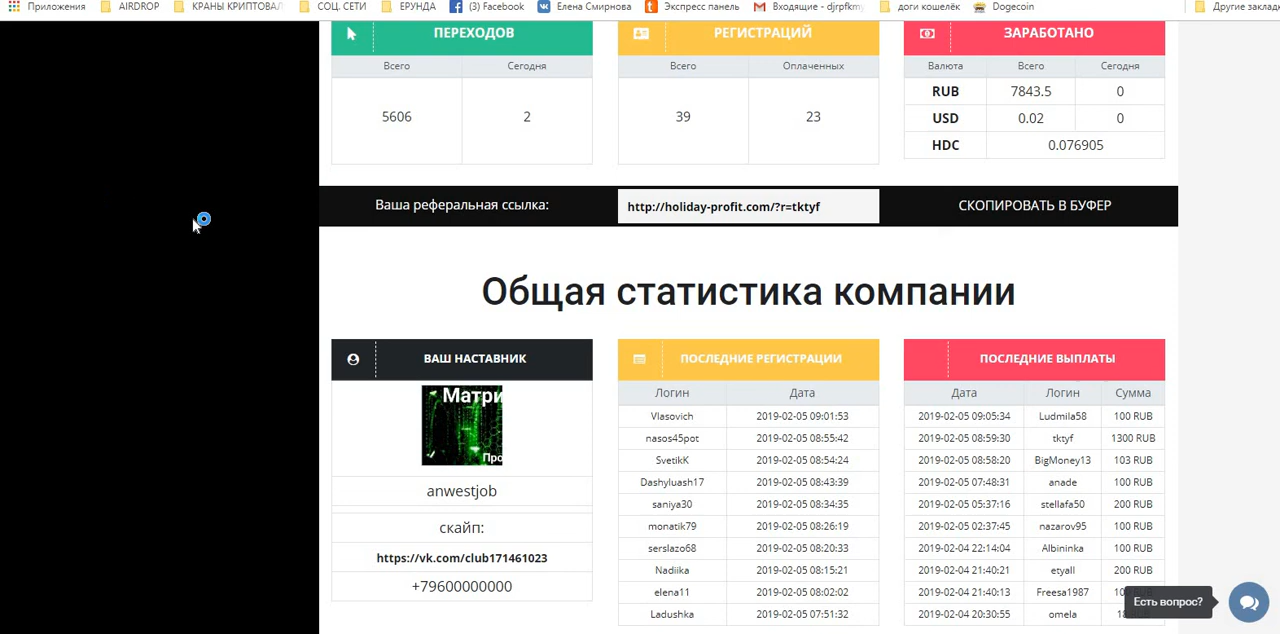 Приложения AIRDROP КРАНЫ КРИПТОВАЛ СОЦ. СЕТИ ЕРУНДА (3) Facebook Елена Смирнова Экспресс панель Входящие - djrpfkmy доги кошелёк Dogecoin Другие заклад
ПЕРЕХОДОВ РЕГИСТРАЦИЙ ЗАРАБОТАНО
Всего Сегодня Всего Оплаченных Валюта Всего Сегодня
RUB 7843.5 0
5606 2 39 23 USD 0.02 0
HDC 0.076905
Ваша реферальная ссылка: http://holiday-profit.com/?r=tktyf СКОПИРОВАТЬ В БУФЕР
Общая статистика компании
ВАШ НАСТАВНИК
Матри
Про
anwestjob
скайп:
https://vk.com/club171461023
+79600000000
ПОСЛЕДНИЕ РЕГИСТРАЦИИ
Логин Дата
Vlasovich 2019-02-05 09:01:53
nasos45pot 2019-02-05 08:55:42
SvetikK 2019-02-05 08:54:24
Dashyluash17 2019-02-05 08:43:39
saniya30 2019-02-05 08:34:35
monatik79 2019-02-05 08:26:19
serslazo68 2019-02-05 08:20:33
Nadiika 2019-02-05 08:15:21
elena11 2019-02-05 08:02:02
Ladushka 2019-02-05 07:51:32
ПОСЛЕДНИЕ ВЫПЛАТЫ
Дата Логин Сумма
2019-02-05 09:05:34 Ludmila58 100 RUB
2019-02-05 08:59:30 tktyf 1300 RUB
2019-02-05 08:58:20 BigMoney13 103 RUB
2019-02-05 07:48:31 anade 100 RUB
2019-02-05 05:37:16 stellafa50 200 RUB
2019-02-05 02:37:45 nazarov95 100 RUB
2019-02-04 22:14:04 Albininka 100 RUB
2019-02-04 21:40:21 etyall 200 RUB
2019-02-04 21:40:13 Freesa1987
2019-02-04 20:30:55 omela
Есть вопрос?